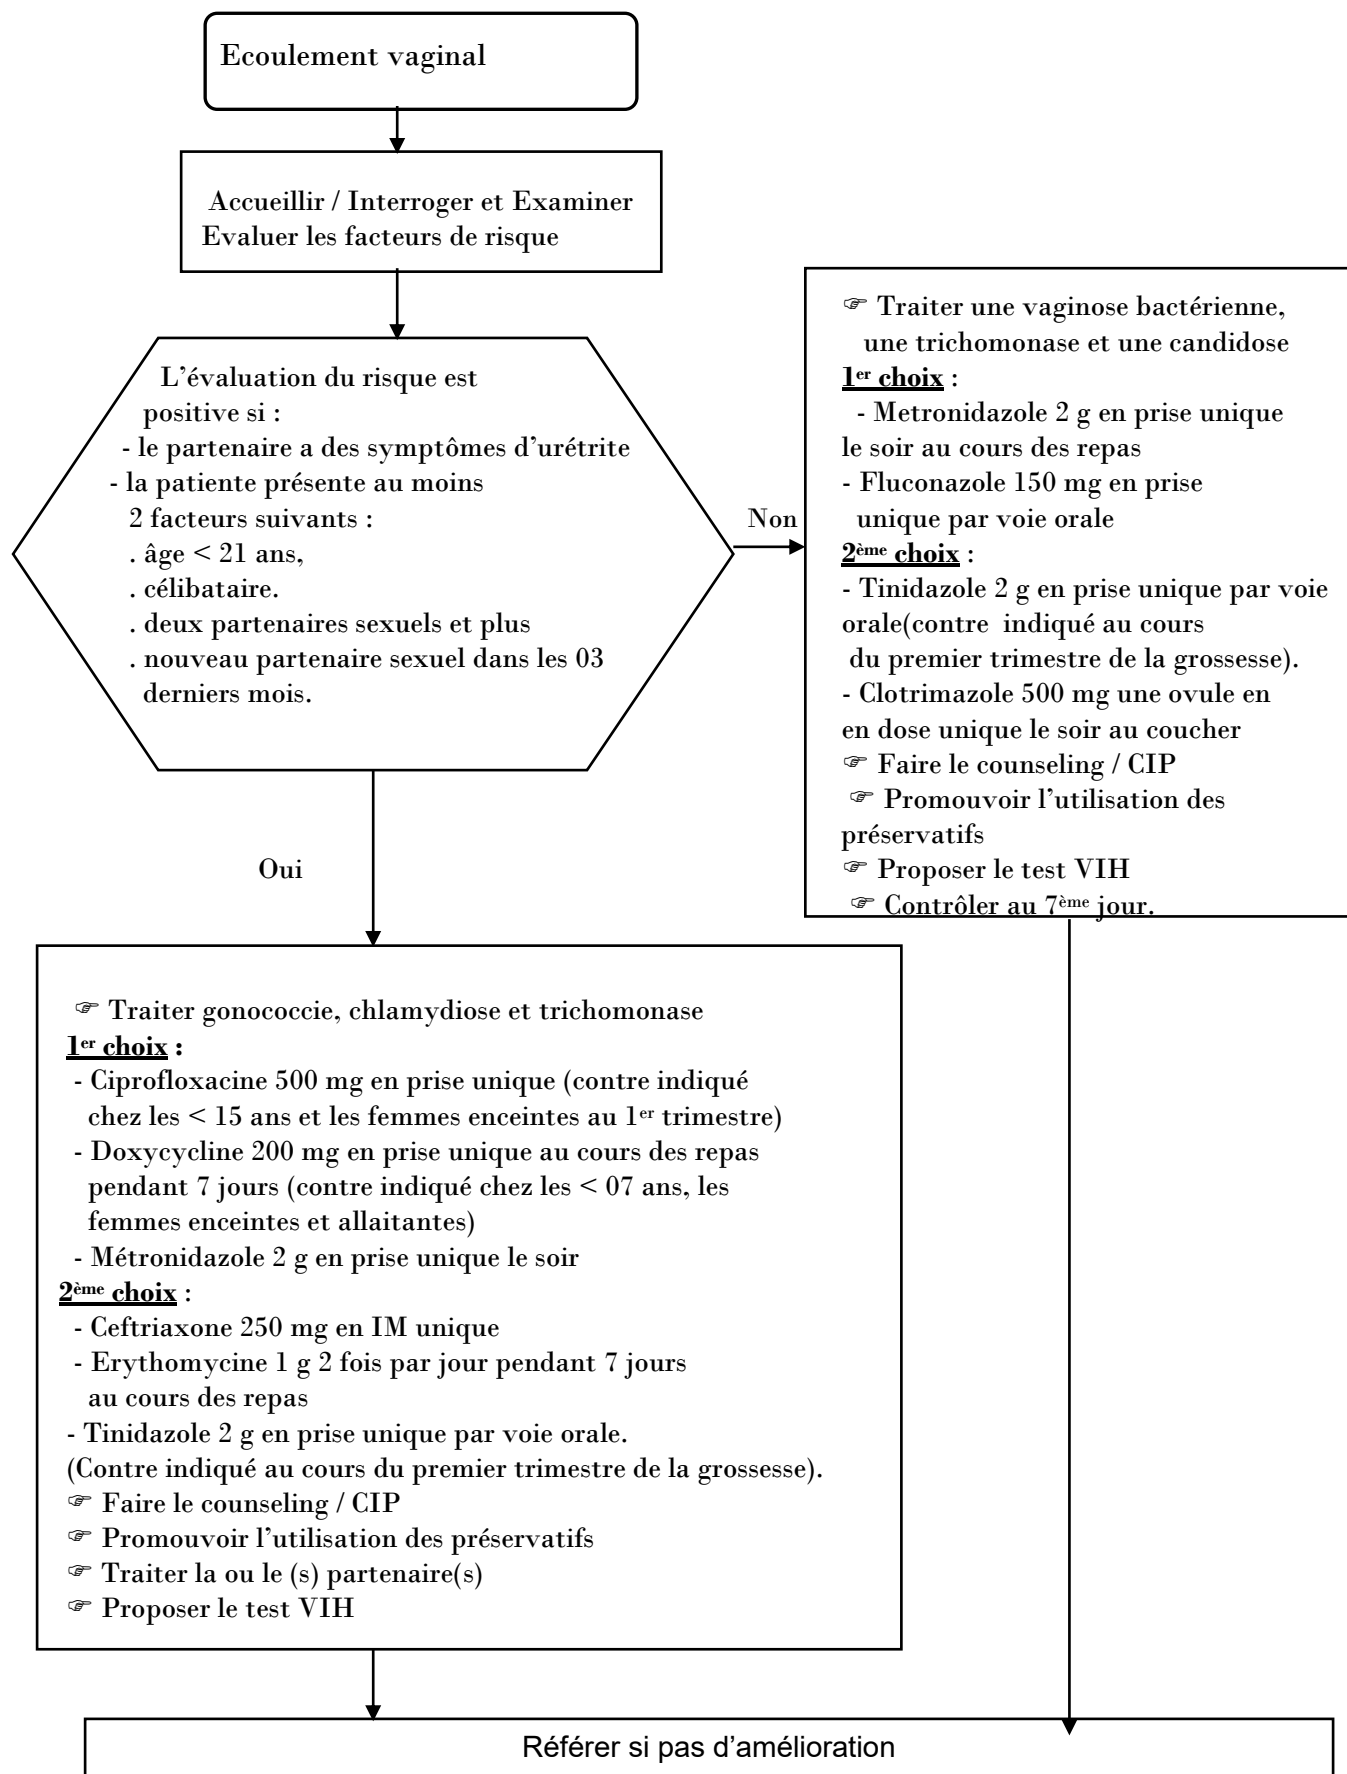 Ecoulement vaginal
Accueillir / Interroger et Examiner
Evaluer les facteurs de risque
L’évaluation du risque est
positive si :
- le partenaire a des symptômes d’urétrite
- la patiente présente au moins
2 facteurs suivants :
. âge < 21 ans,
. célibataire.
. deux partenaires sexuels et plus
. nouveau partenaire sexuel dans les 03
derniers mois.
Non
☞ Traiter une vaginose bactérienne,
une trichomonase et une candidose
1er choix :
- Metronidazole 2 g en prise unique
le soir au cours des repas
- Fluconazole 150 mg en prise
unique par voie orale
2ème choix :
- Tinidazole 2 g en prise unique par voie
orale(contre indiqué au cours
du premier trimestre de la grossesse).
- Clotrimazole 500 mg une ovule en
en dose unique le soir au coucher
☞ Faire le counseling / CIP
☞ Promouvoir l’utilisation des
préservatifs
☞ Proposer le test VIH
☞ Contrôler au 7ème jour.
Oui
☞ Traiter gonococcie, chlamydiose et trichomonase
1er choix :
- Ciprofloxacine 500 mg en prise unique (contre indiqué
chez les < 15 ans et les femmes enceintes au 1er trimestre)
- Doxycycline 200 mg en prise unique au cours des repas
pendant 7 jours (contre indiqué chez les < 07 ans, les
femmes enceintes et allaitantes)
- Métronidazole 2 g en prise unique le soir
2ème choix :
- Ceftriaxone 250 mg en IM unique
- Erythomycine 1 g 2 fois par jour pendant 7 jours
au cours des repas
- Tinidazole 2 g en prise unique par voie orale.
(Contre indiqué au cours du premier trimestre de la grossesse).
☞ Faire le counseling / CIP
☞ Promouvoir l’utilisation des préservatifs
☞ Traiter la ou le (s) partenaire(s)
☞ Proposer le test VIH
Référer si pas d’amélioration